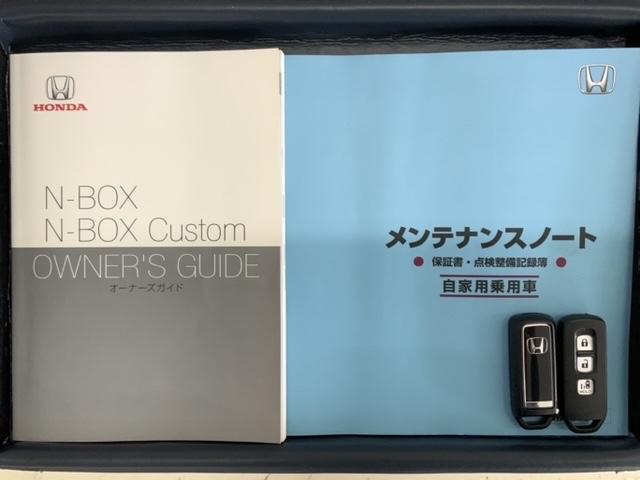 HONDA
N-BOX
N-BOX Custom
OWNER'S GUIDE
オーナーズガイド
メンテナンスノート
● 保証書・点検整備記録簿 ●
自家用乗用車
HOLD